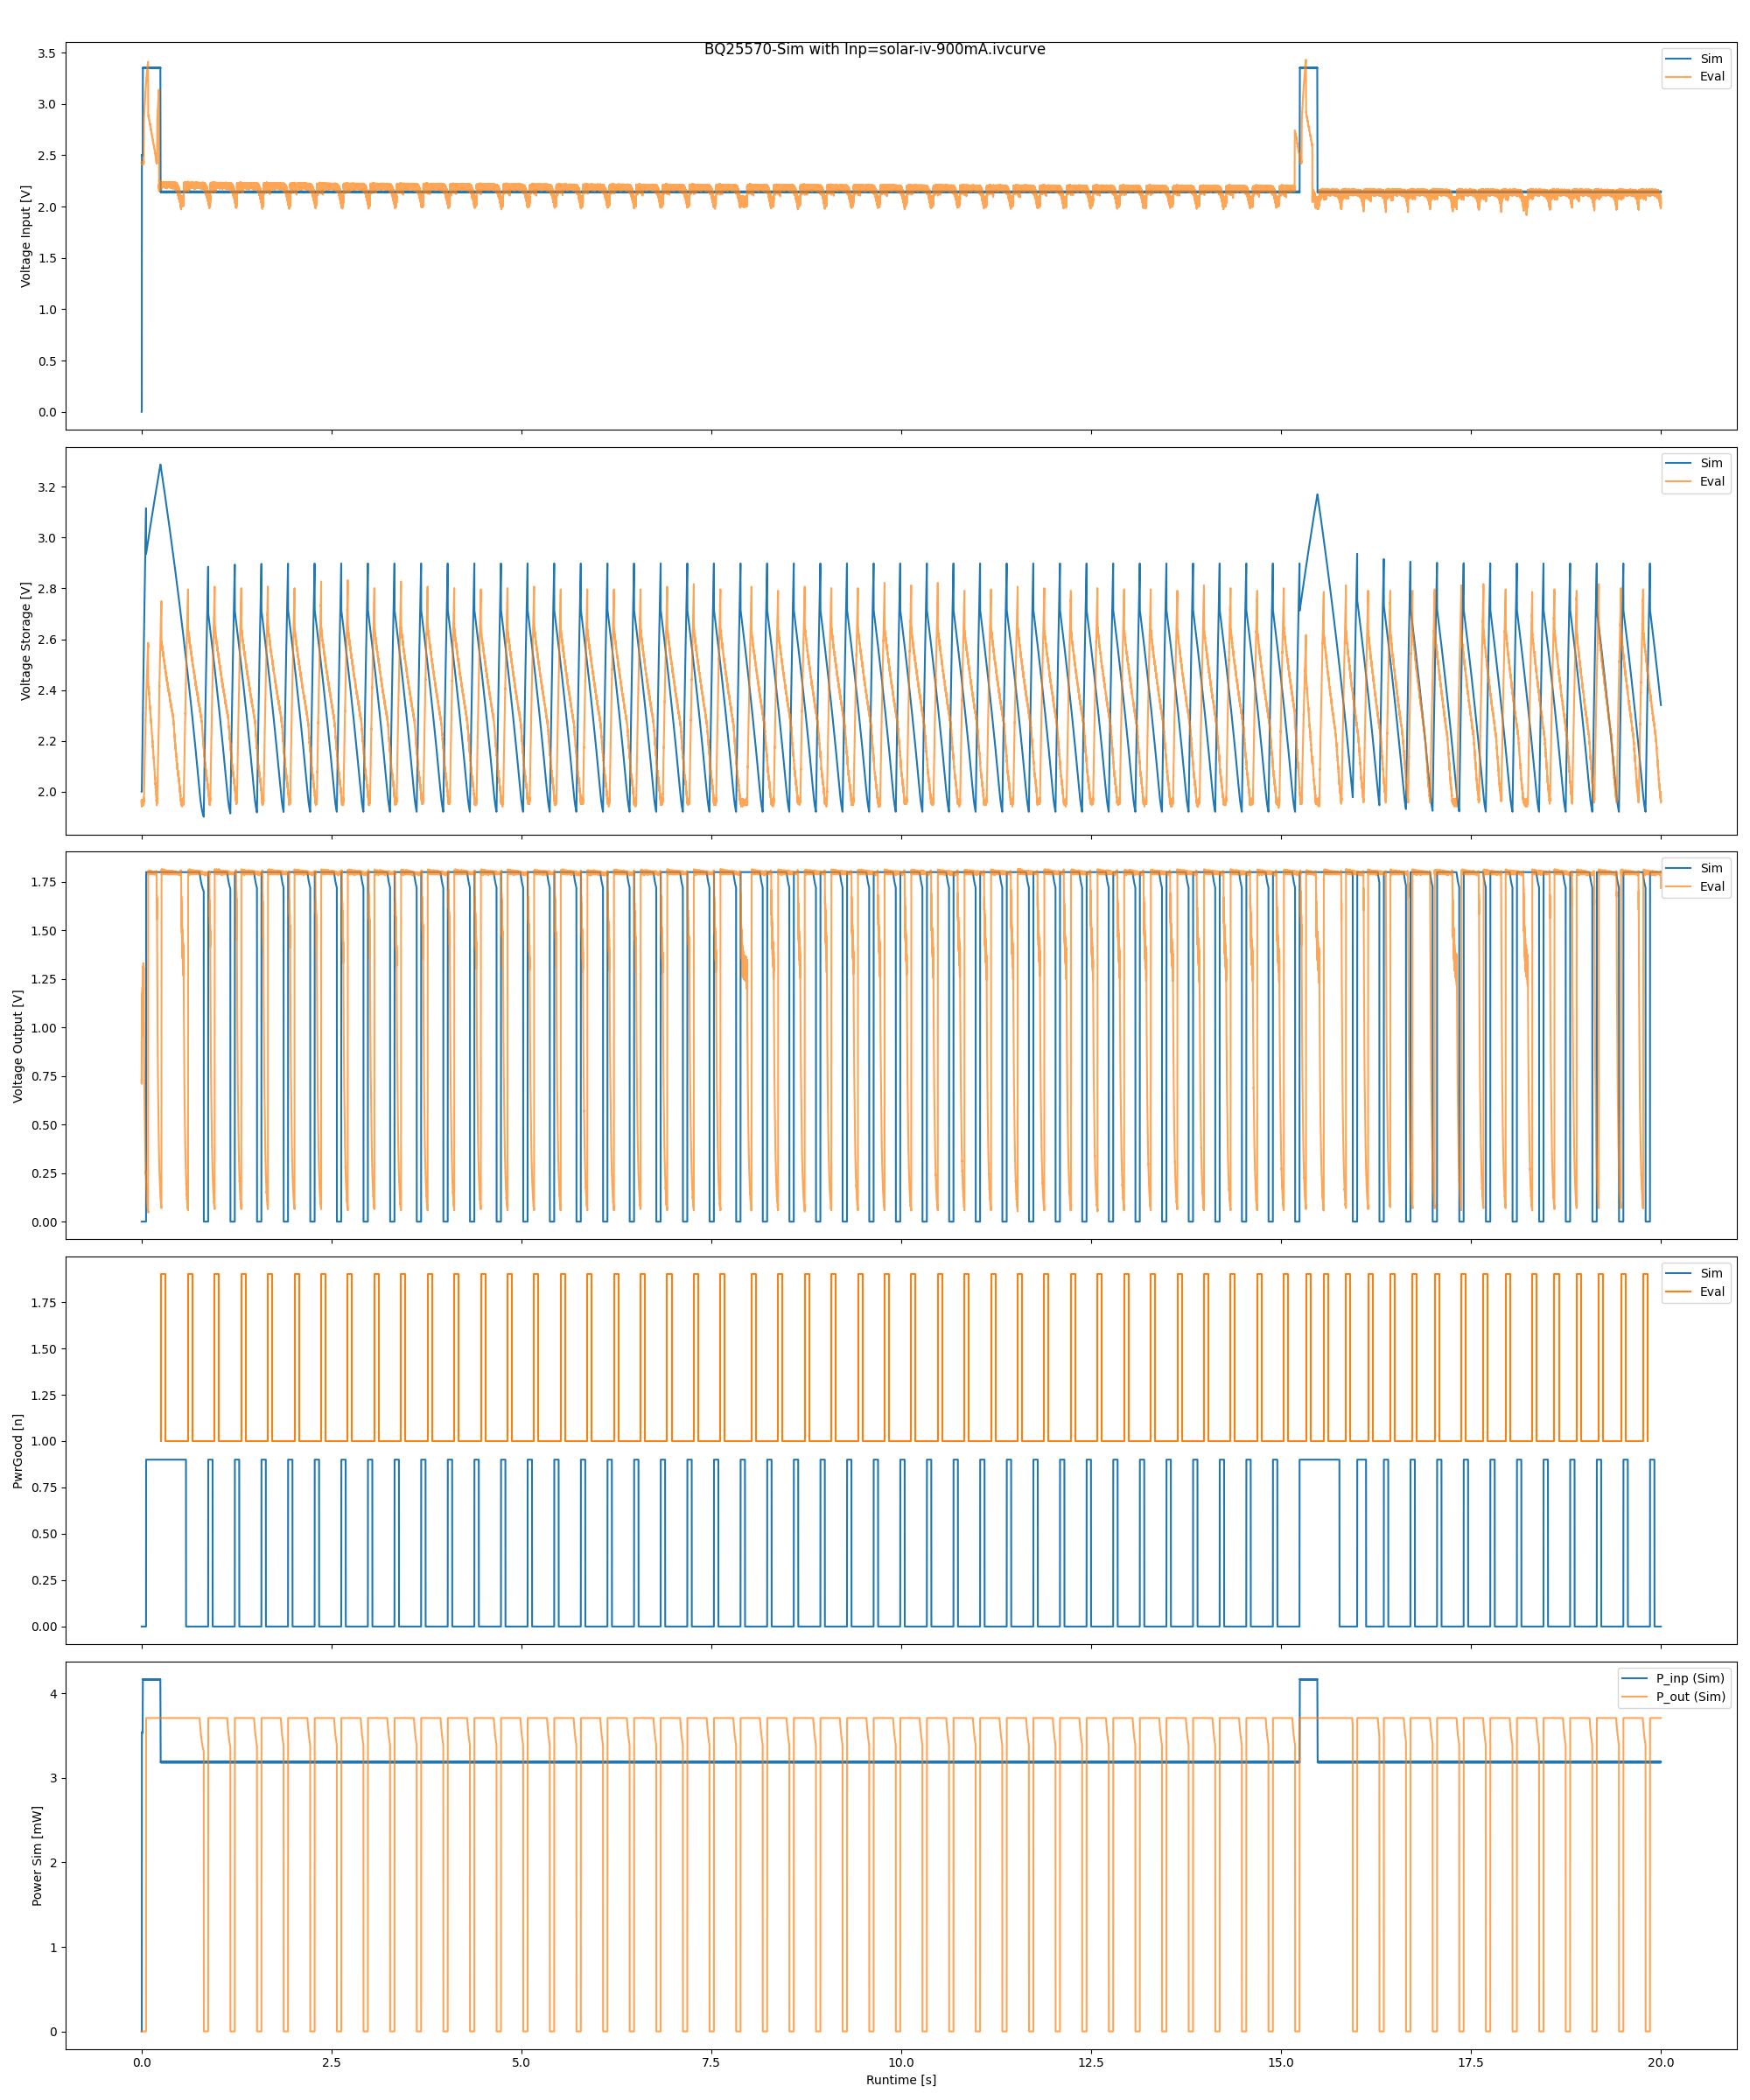 BQ25570-Sim with Inp=solar-iv-900mA.ivcurve
Voltage Input [V]
3.5
3.0
2.5
2.0
1.5
1.0
0.5
0.0
Sim
Eval
Voltage Storage [V]
3.2
3.0
2.8
2.6
2.4
2.2
2.0
Sim
Eval
Voltage Output [V]
1.75
1.50
1.25
1.00
0.75
0.50
0.25
0.00
Sim
Eval
PwrGood [n]
1.75
1.50
1.25
1.00
0.75
0.50
0.25
0.00
Sim
Eval
Power Sim [mW]
4
3
2
1
0
P_inp (Sim)
P_out (Sim)
0.0 2.5 5.0 7.5 10.0 12.5 15.0 17.5 20.0
Runtime [s]